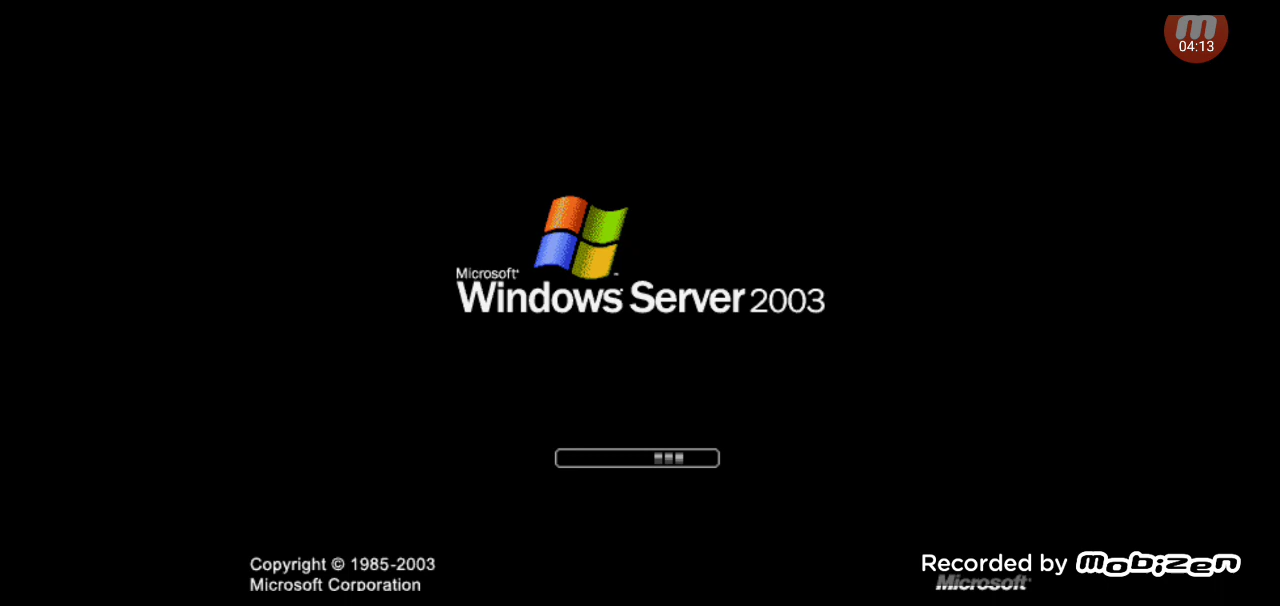 m
04:13
Microsoft
Windows Server 2003
Copyright © 1985-2003
Microsoft Corporation
Recorded by mobizen
Microsoft